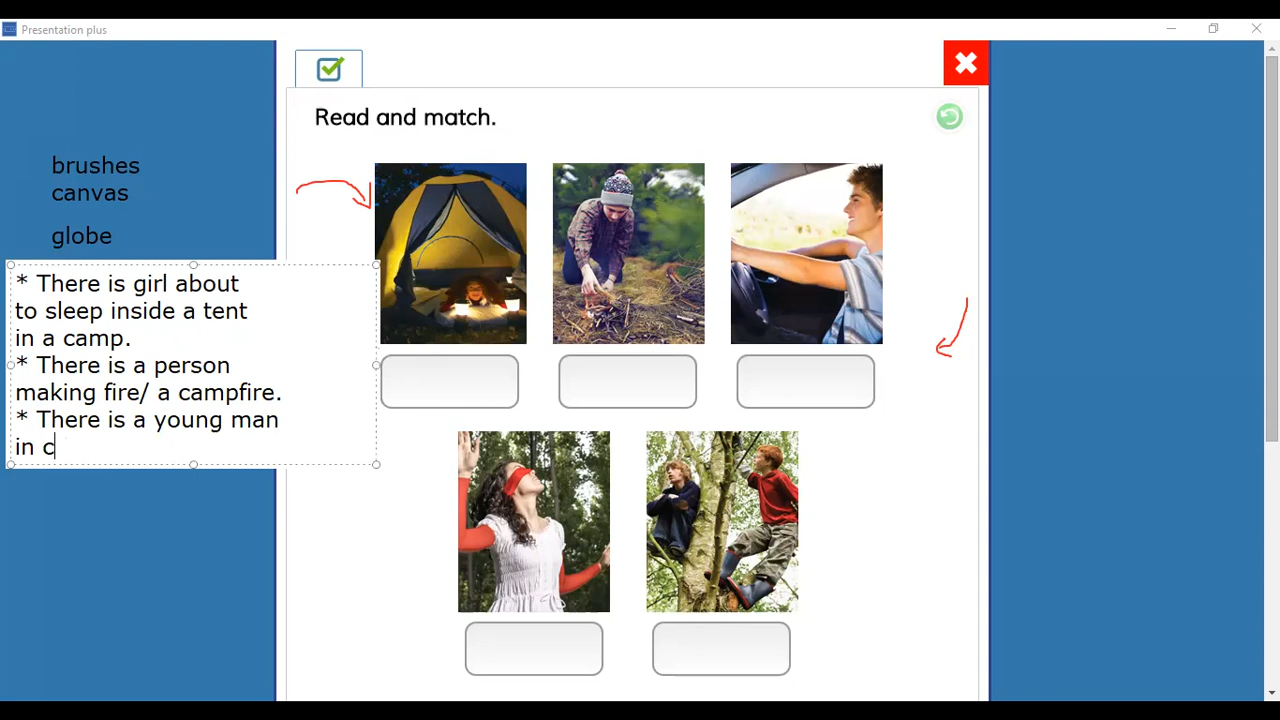 Presentation plus
Read and match.
brushes
canvas
globe
* There is girl about
to sleep inside a tent
in a camp.
* There is a person
making fire/ a campfire.
* There is a young man
in c